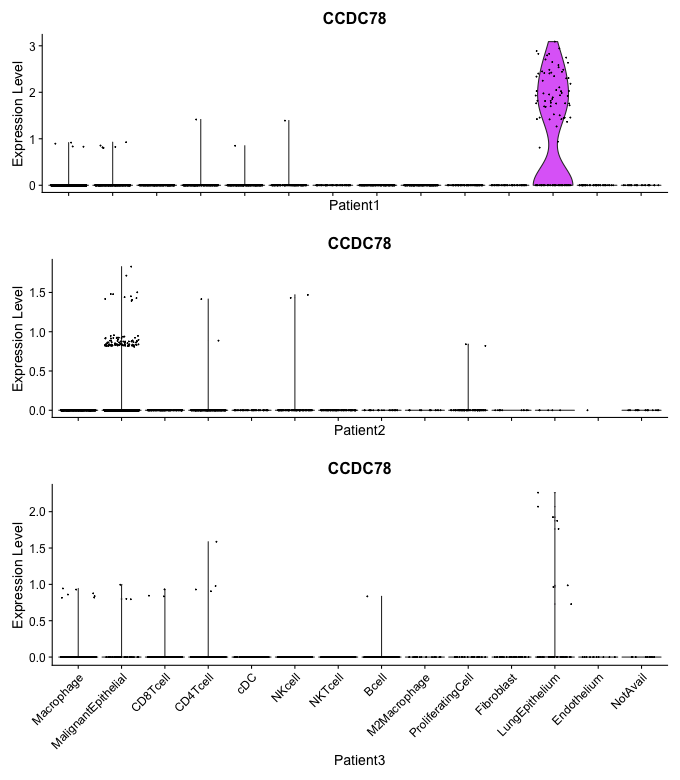 CCDC78
3
2
1
0
Expression Level
Patient1
CCDC78
1.5
1.0
0.5
0.0
Expression Level
Patient2
CCDC78
2.0
1.5
1.0
0.5
0.0
Expression Level
Macrophage
MalignantEpithelial
CD8Tcell
CD4Tcell
cDC
NKcell
NKTcell
Bcell
M2Macrophage
ProliferatingCell
Fibroblast
LungEpithelium
Endothelium
NotAvail
Patient3